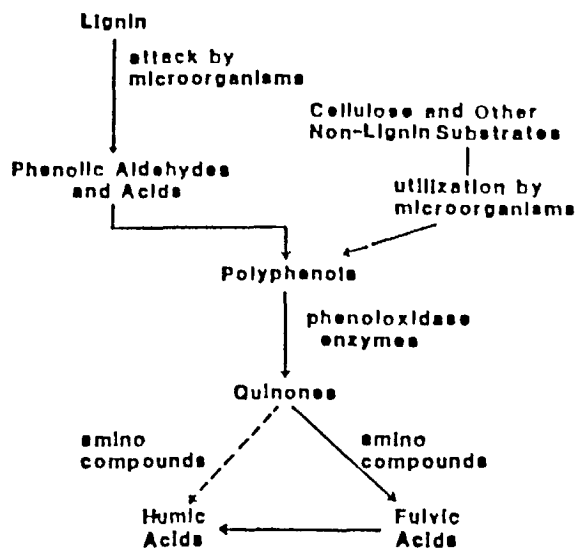 Lignin
attack by
microorganisms
Cellulose and Other
Non-Lignin Substrates
Phenolic Aldehydes
and Acids
utilization by
microorganisms
Polyphenols
phenoloxidase
enzymes
Quinones
amino
compounds
amino
compounds
Humic
Acids
Fulvic
Acids